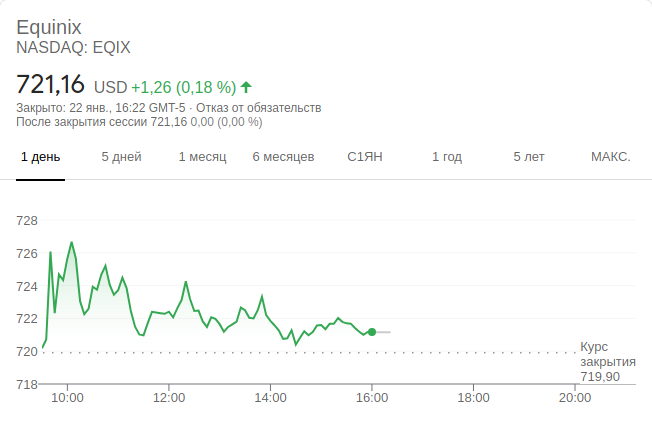 Equinix
NASDAQ: EQIX
721,16 USD +1,26 (0,18 %)
Закрыто: 22 янв., 16:22 GMT-5 · Отказ от обязательств
После закрытия сессии 721,16 0,00 (0,00 %)
1 день 5 дней 1 месяц 6 месяцев С1ЯН 1 год 5 лет МАКС.
728
726
724
722
720
Курс
закрытия
719,90
718
10:00 12:00 14:00 16:00 18:00 20:00